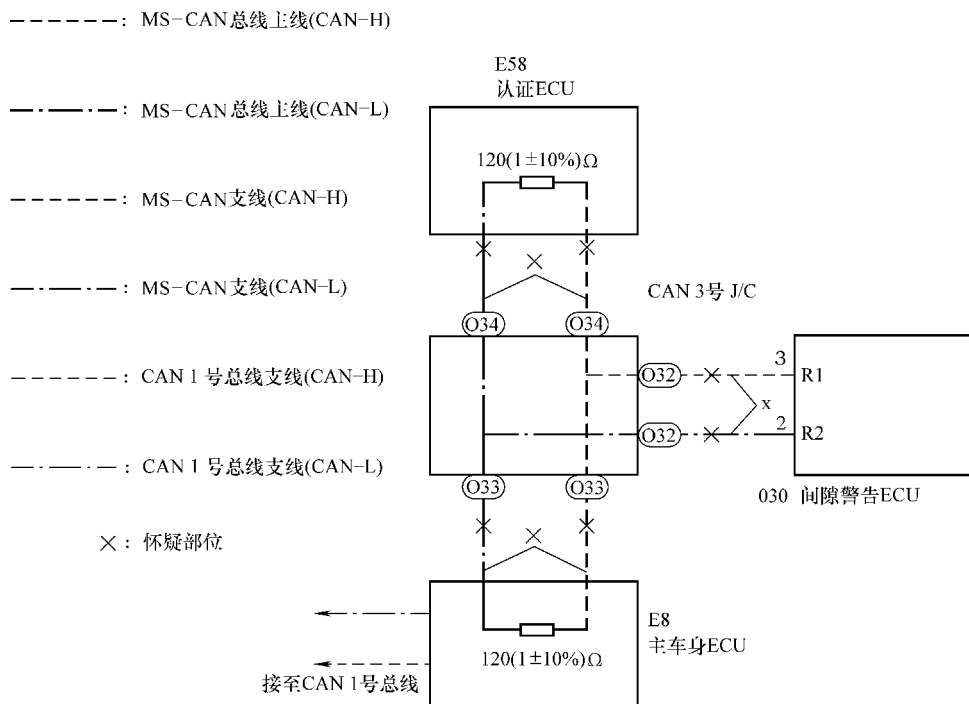 MS-CAN总线主线(CAN-H)
MS-CAN总线主线(CAN-L)
MS-CAN支线(CAN-H)
MS-CAN支线(CAN-L)
CAN 1号总线支线(CAN-H)
CAN 1号总线支线(CAN-L)
×：怀疑部位
E58
认证ECU
120(1±10%)Ω
CAN 3号 J/C
O34
O34
O32
3
R1
x
O32
2
R2
O33
O33
030 间隙警告ECU
E8
主车身ECU
120(1±10%)Ω
接至CAN 1号总线